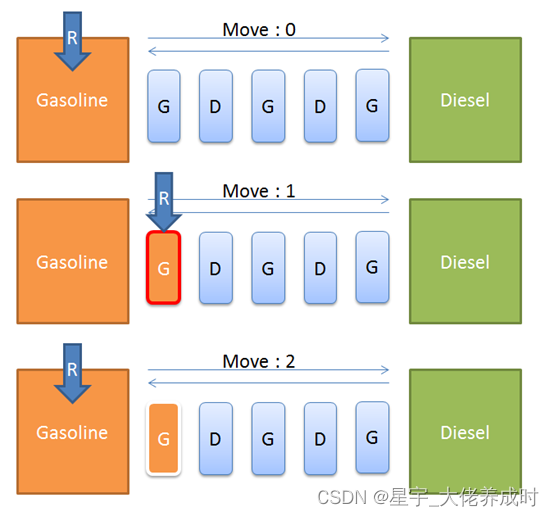 Move : 0
R
Gasoline G D G D G Diesel
Move : 1
R
Gasoline G D G D G Diesel
Move : 2
R
Gasoline G D G D G Diesel
CSDN @星宇_大佬养成时